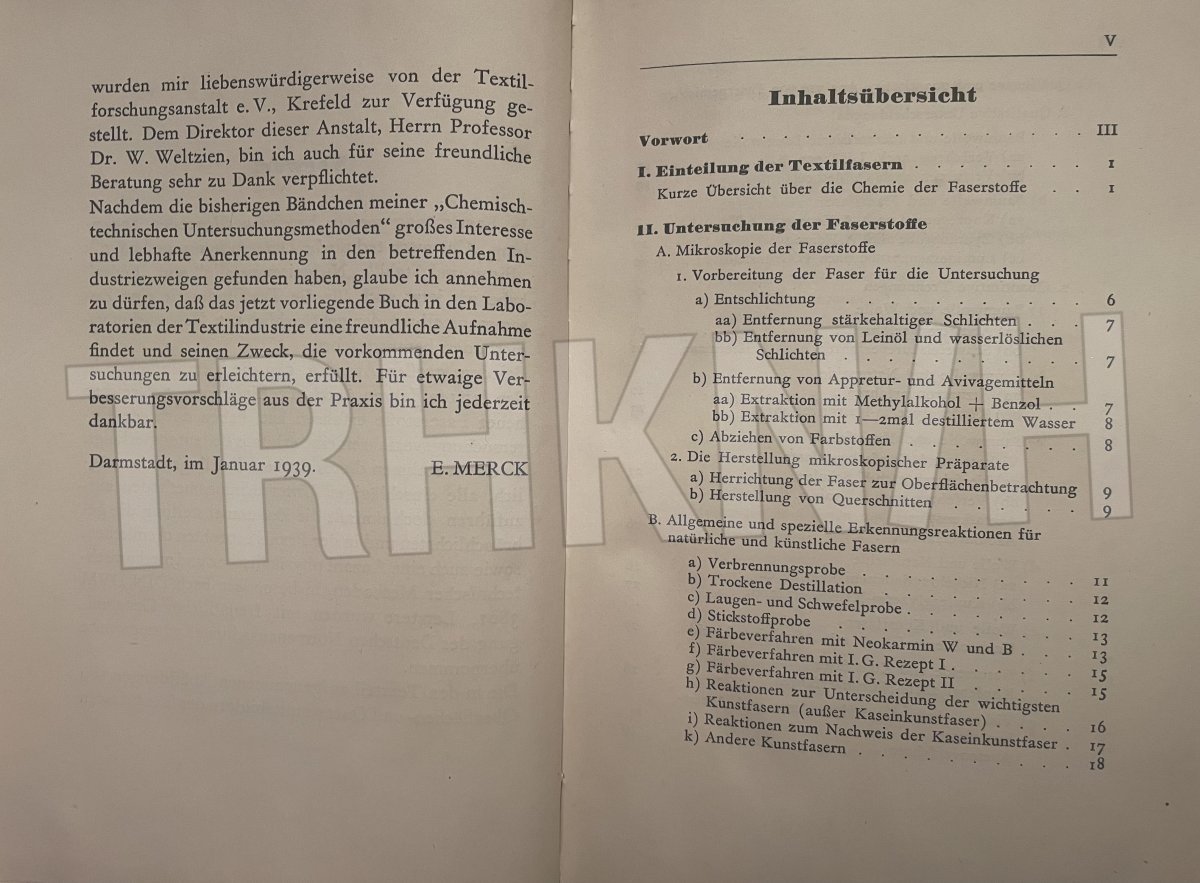 wurden mir liebenswürdigerweise von der Textil-
forschungsanstalt e. V., Krefeld zur Verfügung ge-
stellt. Dem Direktor dieser Anstalt, Herrn Professor
Dr. W. Weltzien, bin ich auch für seine freundliche
Beratung sehr zu Dank verpflichtet.
Nachdem die bisherigen Bändchen meiner „Chemisch-
technischen Untersuchungsmethoden“ großes Interesse
und lebhafte Anerkennung in den betreffenden In-
dustriezweigen gefunden haben, glaube ich annehmen
zu dürfen, daß das jetzt vorliegende Buch in den Labo-
ratorien der Textilindustrie eine freundliche Aufnahme
findet und seinen Zweck, die vorkommenden Unter-
suchungen zu erleichtern, erfüllt. Für etwaige Ver-
besserungsvorschläge aus der Praxis bin ich jederzeit
dankbar.
Darmstadt, im Januar 1939. E. MERCK
V
Inhaltsübersicht
Vorwort . . . . . . . . . . . . . . . . III
I. Einteilung der Textilfasern . . . . . . . . 1
Kurze Übersicht über die Chemie der Faserstoffe . . 1
II. Untersuchung der Faserstoffe
A. Mikroskopie der Faserstoffe
1. Vorbereitung der Faser für die Untersuchung
a) Entschlichtung . . . . . . . . . . . 6
aa) Entfernung stärkehaltiger Schlichten . . . 7
bb) Entfernung von Leinöl und wasserlöslichen
Schlichten . . . . . . . . . . 7
b) Entfernung von Appretur- und Avivagemitteln
aa) Extraktion mit Methylalkohol + Benzol . . 7
bb) Extraktion mit 1—2mal destilliertem Wasser 8
c) Abziehen von Farbstoffen . . . . . . . 8
2. Die Herstellung mikroskopischer Präparate
a) Herrichtung der Faser zur Oberflächenbetrachtung 9
b) Herstellung von Querschnitten . . . . . . 9
B. Allgemeine und spezielle Erkennungsreaktionen für
natürliche und künstliche Fasern
a) Verbrennungsprobe . . . . . . . . . . 11
b) Trockene Destillation . . . . . . . . . 12
c) Laugen- und Schwefelprobe . . . . . . . 12
d) Stickstoffprobe . . . . . . . . . . . 13
e) Färbeverfahren mit Neokarmin W und B . . . 13
f) Färbeverfahren mit I. G. Rezept I . . . . . 15
g) Färbeverfahren mit I. G. Rezept II . . . . . 15
h) Reaktionen zur Unterscheidung der wichtigsten
Kunstfasern (außer Kaseinkunstfaser) . . . . 16
i) Reaktionen zum Nachweis der Kaseinkunstfaser . 17
k) Andere Kunstfasern . . . . . . . . . . 18
TRHKNVH